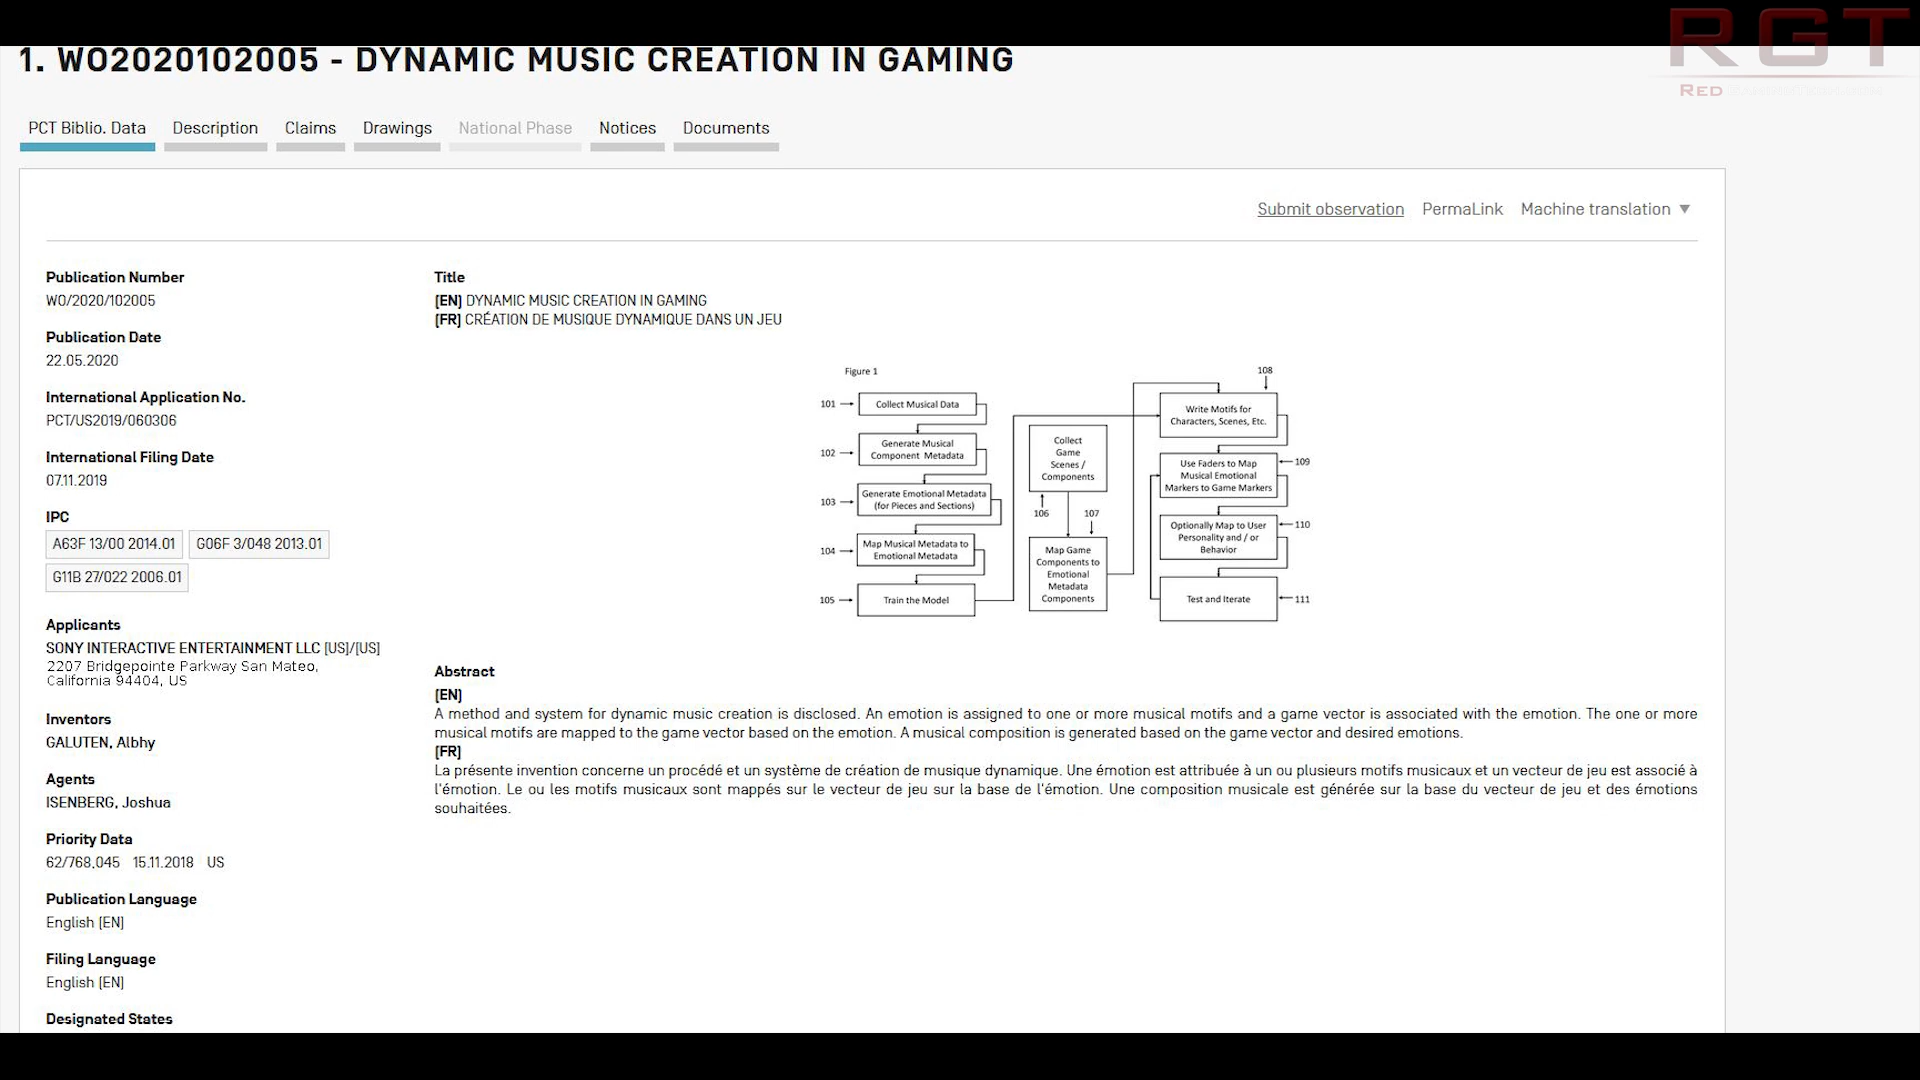 RGT
RED
1. WO2020102005 - DYNAMIC MUSIC CREATION IN GAMING
PCT Biblio. Data Description Claims Drawings National Phase Notices Documents
Submit observation PermaLink Machine translation ▼
Publication Number
WO/2020/102005
Publication Date
22.05.2020
International Application No.
PCT/US2019/060306
International Filing Date
07.11.2019
IPC
A63F 13/00 2014.01 G06F 3/048 2013.01
G11B 27/022 2006.01
Applicants
SONY INTERACTIVE ENTERTAINMENT LLC [US]/[US]
2207 Bridgepointe Parkway San Mateo,
California 94404, US
Inventors
GALUTEN, Albhy
Agents
ISENBERG, Joshua
Priority Data
62/768,045 15.11.2018 US
Publication Language
English [EN]
Filing Language
English [EN]
Designated States
Title
[EN] DYNAMIC MUSIC CREATION IN GAMING
[FR] CRÉATION DE MUSIQUE DYNAMIQUE DANS UN JEU
Figure 1
101
Collect Musical Data
102
Generate Musical
Component Metadata
103
Generate Emotional Metadata
(for Pieces and Sections)
104
Map Musical Metadata to
Emotional Metadata
105
Train the Model
Collect
Game
Scenes /
Components
106
107
Map Game
Components to
Emotional
Metadata
Components
108
Write Motifs for
Characters, Scenes, Etc.
Use Faders to Map
Musical Emotional
Markers to Game Markers
109
Optionally Map to User
Personality and / or
Behavior
110
Test and Iterate
111
Abstract
[EN]
A method and system for dynamic music creation is disclosed. An emotion is assigned to one or more musical motifs and a game vector is associated with the emotion. The one or more
musical motifs are mapped to the game vector based on the emotion. A musical composition is generated based on the game vector and desired emotions.
[FR]
La présente invention concerne un procédé et un système de création de musique dynamique. Une émotion est attribuée à un ou plusieurs motifs musicaux et un vecteur de jeu est associé à
l'émotion. Le ou les motifs musicaux sont mappés sur le vecteur de jeu sur la base de l'émotion. Une composition musicale est générée sur la base du vecteur de jeu et des émotions
souhaitées.